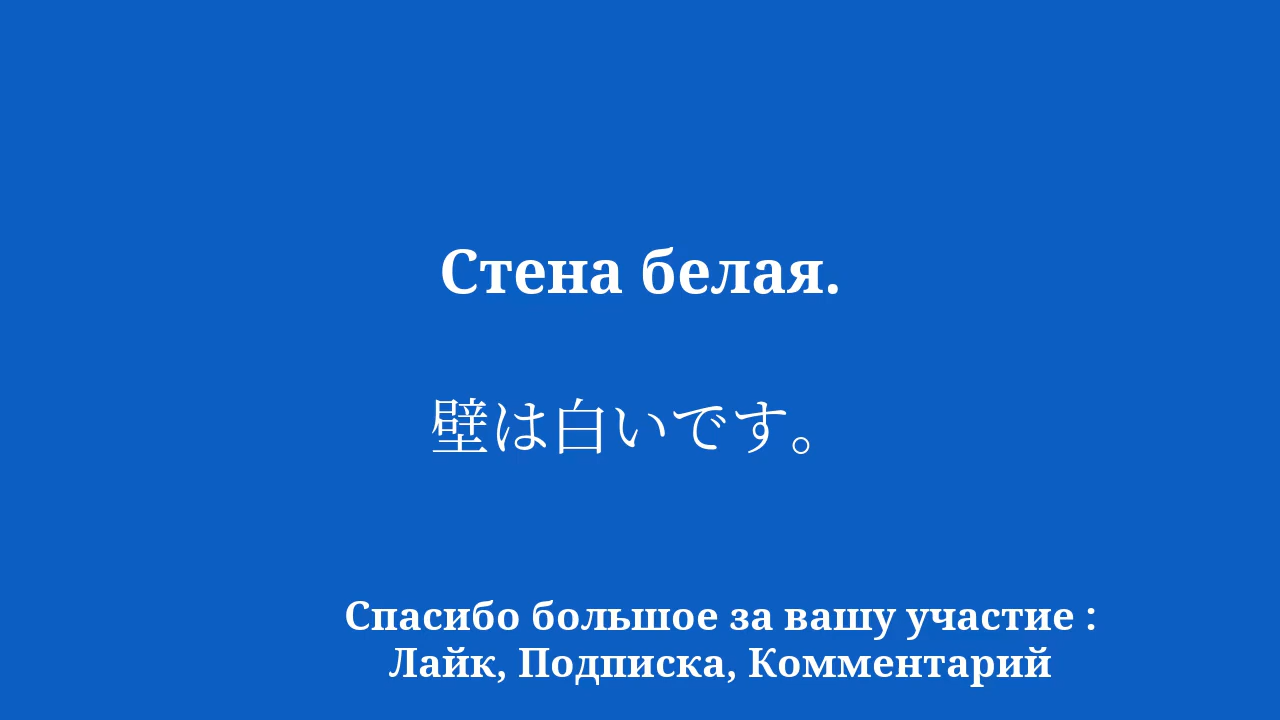 Стена белая.
壁は白いです。
Спасибо большое за вашу участие :
Лайк, Подписка, Комментарий